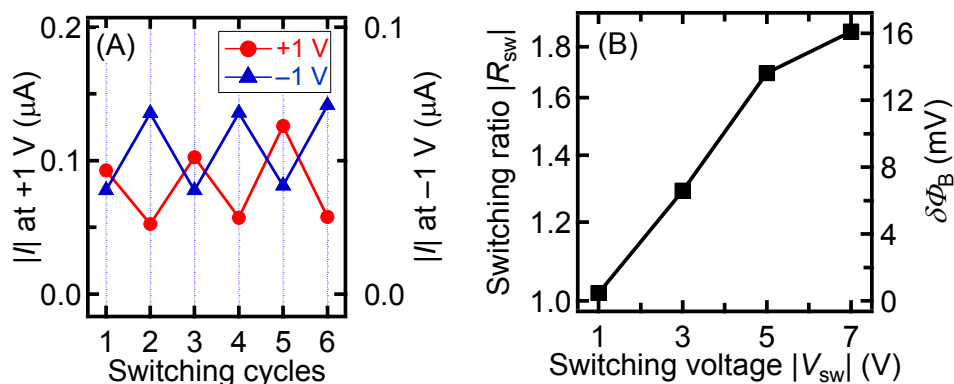 (A)
+1 V
–1 V
|I| at +1 V (μA)
0.2
0.1
0.0
|I| at –1 V (μA)
0.1
0.0
1 2 3 4 5 6
Switching cycles
(B)
Switching ratio |Rsw|
1.8
1.6
1.4
1.2
1.0
δΦB (mV)
16
12
8
4
0
1 3 5 7
Switching voltage |Vsw| (V)